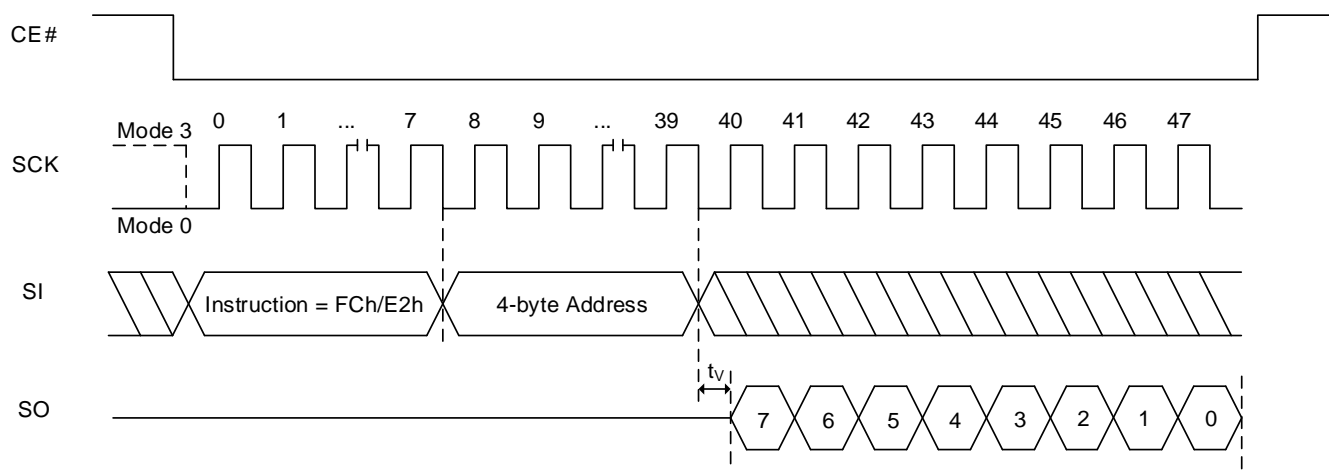 CE#
0 1 ... 7 8 9 ... 39 40 41 42 43 44 45 46 47
Mode 3
SCK
Mode 0
SI
Instruction = FCh/E2h
4-byte Address
tV
SO
7 6 5 4 3 2 1 0